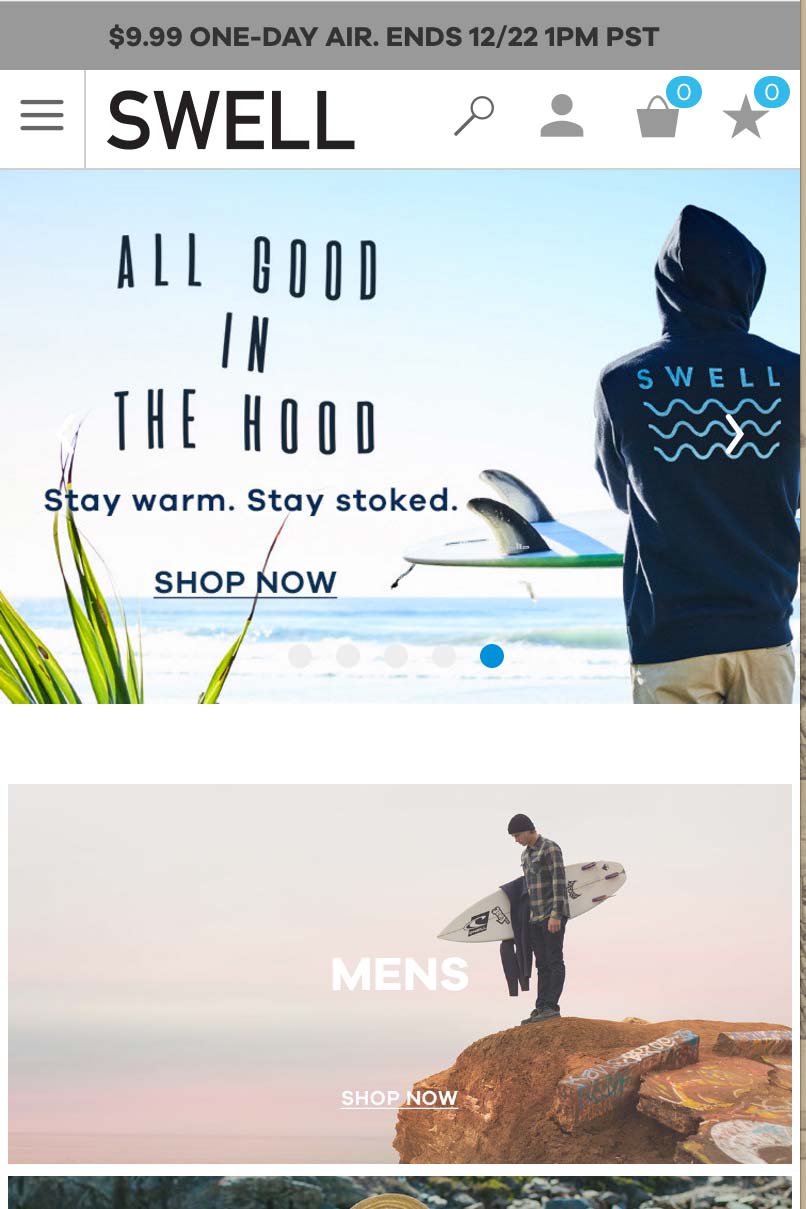 $9.99 ONE-DAY AIR. ENDS 12/22 1PM PST
SWELL
0
0
ALL GOOD
IN
THE HOOD
SWELL
Stay warm. Stay stoked.
SHOP NOW
MENS
SHOP NOW